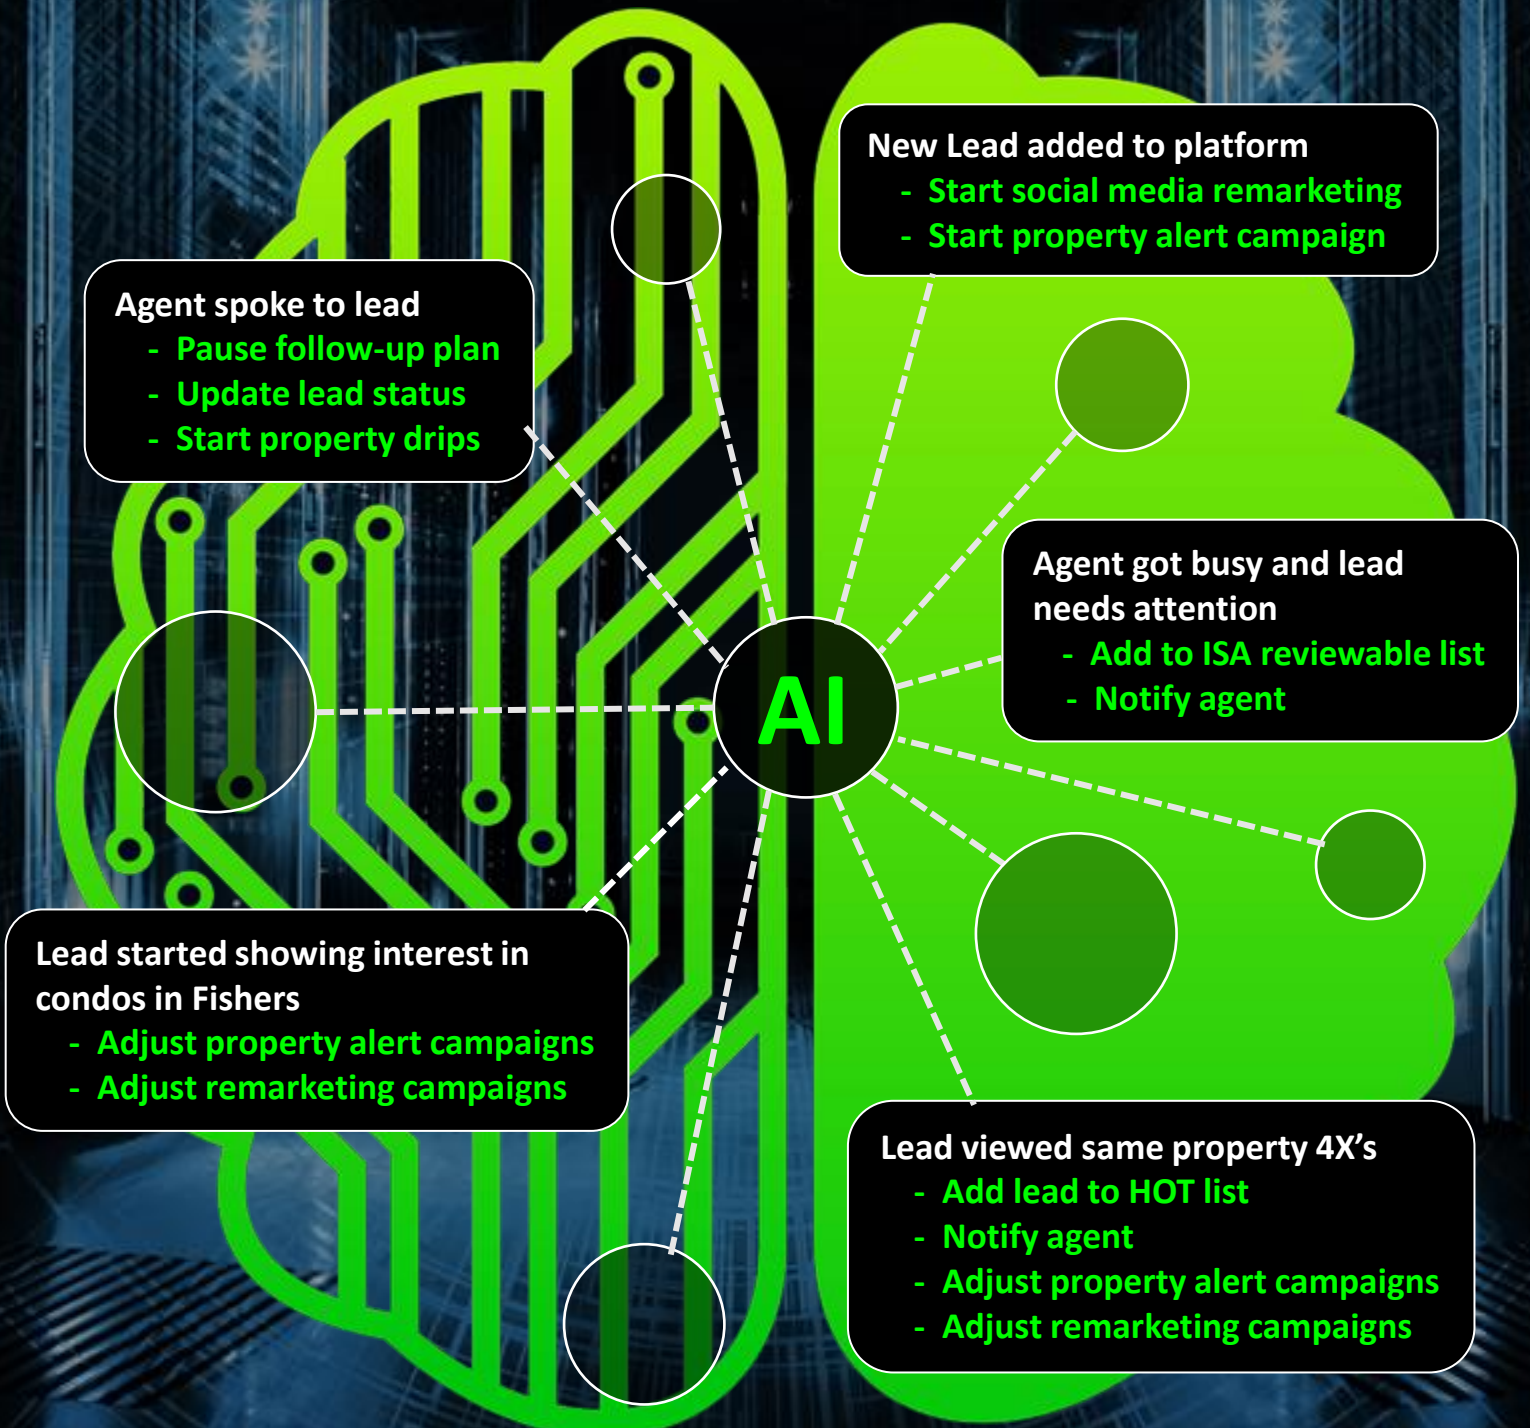 New Lead added to platform
- Start social media remarketing
- Start property alert campaign
Agent spoke to lead
- Pause follow-up plan
- Update lead status
- Start property drips
Agent got busy and lead
needs attention
- Add to ISA reviewable list
- Notify agent
AI
Lead started showing interest in
condos in Fishers
- Adjust property alert campaigns
- Adjust remarketing campaigns
Lead viewed same property 4X’s
- Add lead to HOT list
- Notify agent
- Adjust property alert campaigns
- Adjust remarketing campaigns